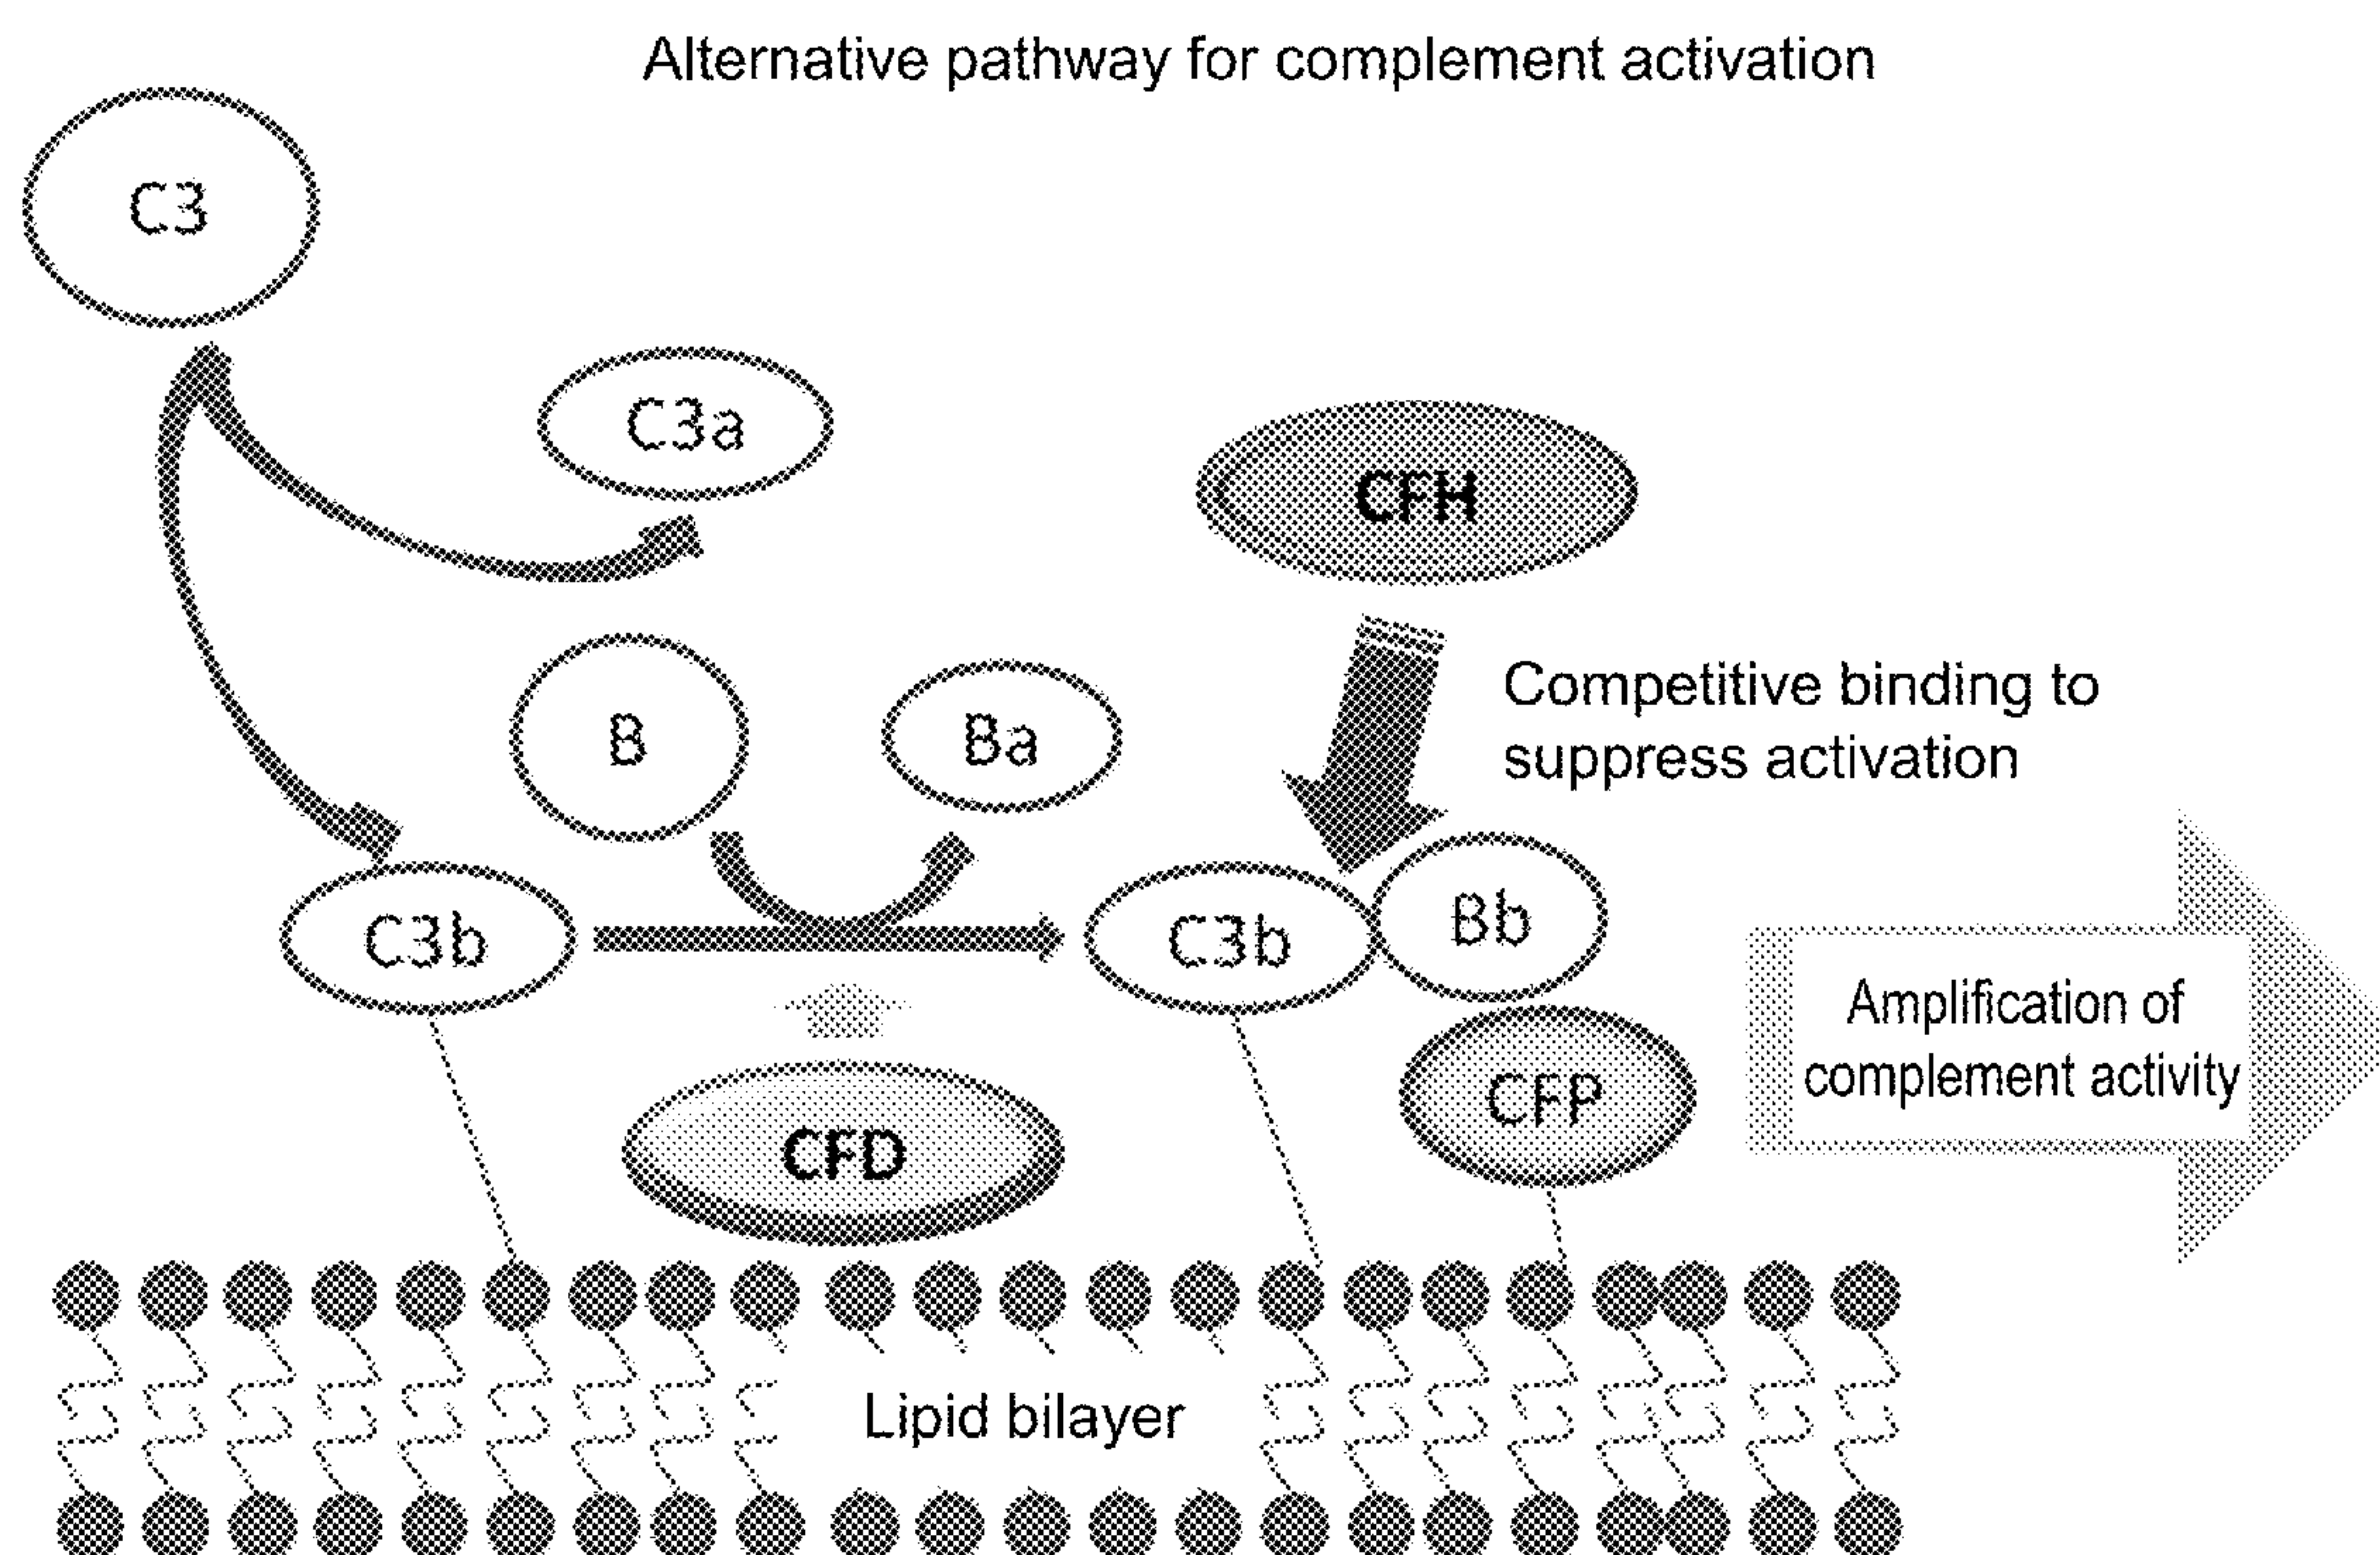 Alternative pathway for complement activation
C3
C3a
CFH
Competitive binding to
suppress activation
B
Ba
C3b
C3b
Bb
Amplification of
complement activity
CFP
CFD
Lipid bilayer